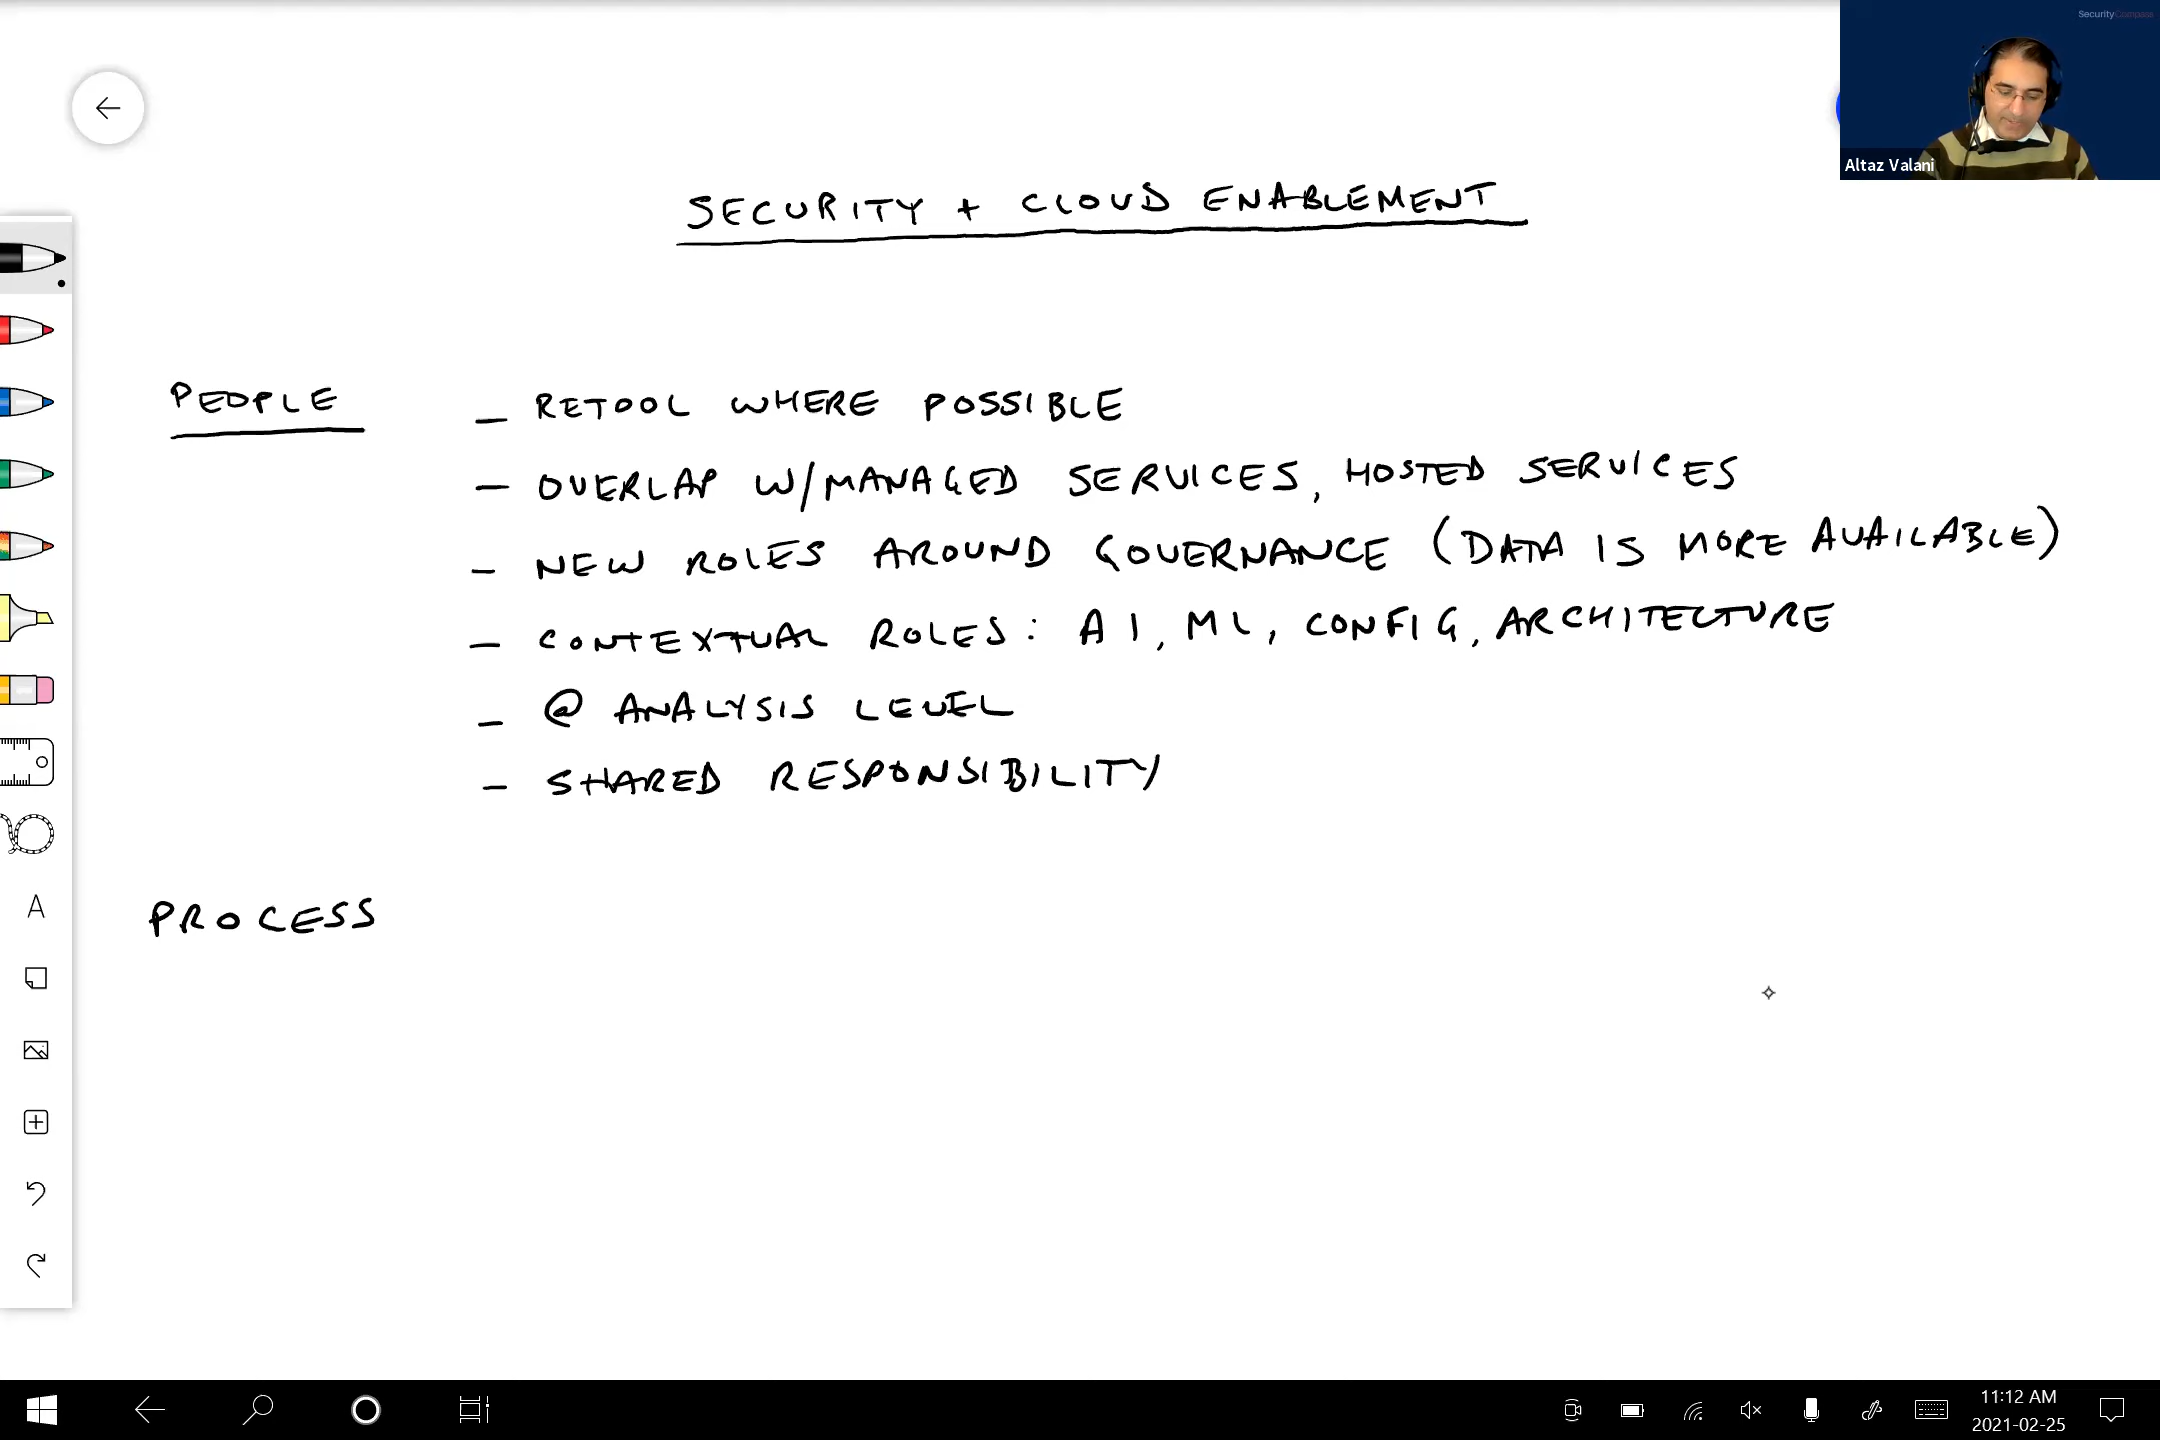 SecurityCompass
Altaz Valani
SECURITY + CLOUD ENABLEMENT
PEOPLE
- RETOOL WHERE POSSIBLE
- OVERLAP W/MANAGED SERVICES, HOSTED SERVICES
- NEW ROLES AROUND GOVERNANCE (DATA IS MORE AVAILABLE)
- CONTEXTUAL ROLES: AI, ML, CONFIG, ARCHITECTURE
- @ ANALYSIS LEVEL
- SHARED RESPONSIBILITY
PROCESS
11:12 AM
2021-02-25